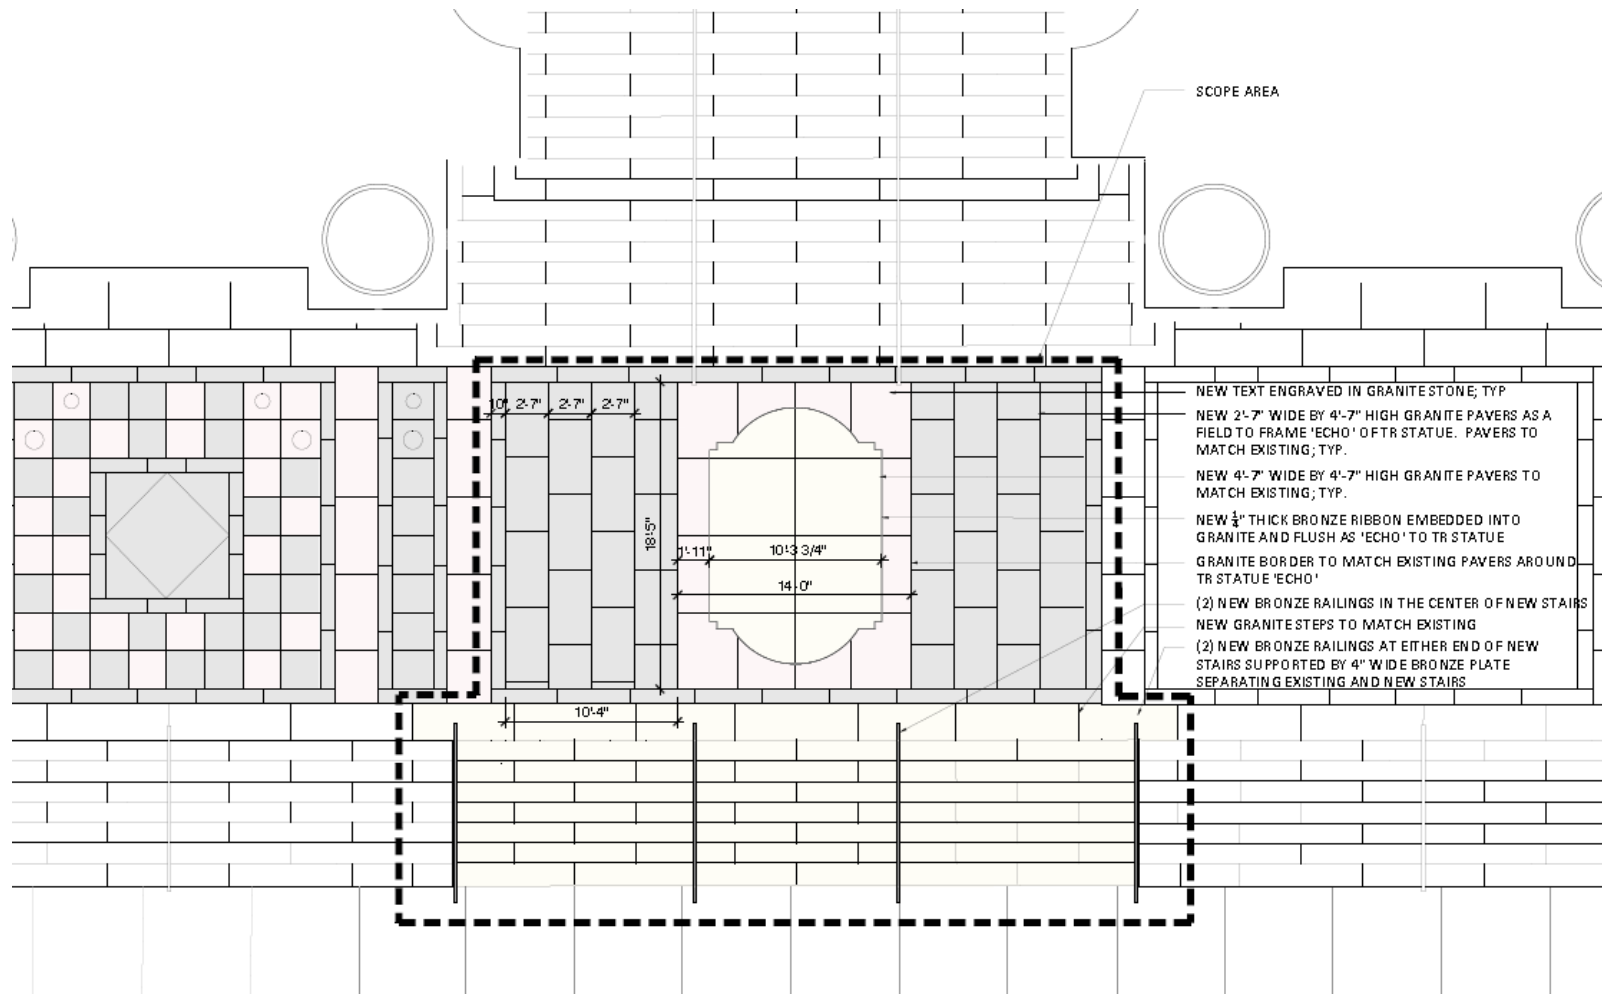 SCOPE AREA
NEW TEXT ENGRAVED IN GRANITE STONE; TYP
NEW 2'-7" WIDE BY 4'-7" HIGH GRANITE PAVERS AS A
FIELD TO FRAME 'ECHO' OF TR STATUE. PAVERS TO
MATCH EXISTING; TYP.
NEW 4'-7" WIDE BY 4'-7" HIGH GRANITE PAVERS TO
MATCH EXISTING; TYP.
NEW ¼" THICK BRONZE RIBBON EMBEDDED INTO
GRANITE AND FLUSH AS 'ECHO' TO TR STATUE
GRANITE BORDER TO MATCH EXISTING PAVERS AROUND
TR STATUE 'ECHO'
(2) NEW BRONZE RAILINGS IN THE CENTER OF NEW STAIRS
NEW GRANITE STEPS TO MATCH EXISTING
(2) NEW BRONZE RAILINGS AT EITHER END OF NEW
STAIRS SUPPORTED BY 4" WIDE BRONZE PLATE
SEPARATING EXISTING AND NEW STAIRS
10" 2'-7" 2'-7" 2'-7"
18'-5"
1'-11" 10'-3 3/4"
14'-0"
10'-4"